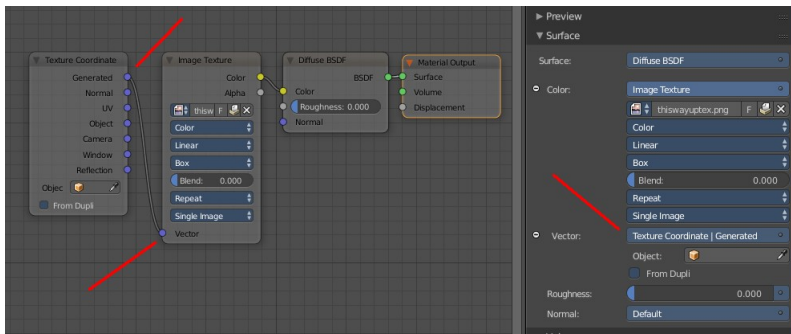 Texture Coordinate
Generated
Normal
UV
Object
Camera
Window
Reflection
Objec
From Dupli
Image Texture
Color
Alpha
thisw F
Color
Linear
Box
Blend: 0.000
Repeat
Single Image
Vector
Diffuse BSDF
BSDF
Color
Roughness: 0.000
Normal
Material Output
Surface
Volume
Displacement
Preview
Surface
Surface: Diffuse BSDF
Color: Image Texture
thiswayuptex.png F
Color
Linear
Box
Blend: 0.000
Repeat
Single Image
Vector: Texture Coordinate | Generated
Object:
From Dupli
Roughness: 0.000
Normal: Default